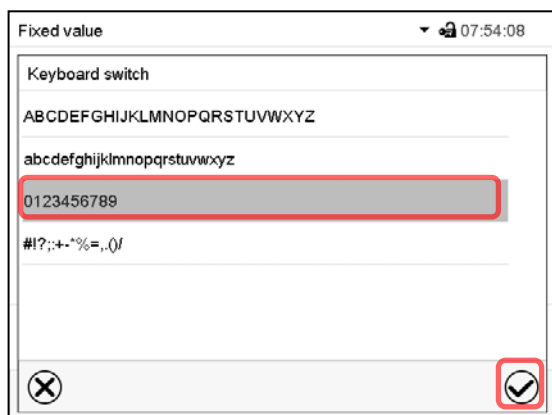 Fixed value 07:54:08
Keyboard switch
ABCDEFGHIJKLMNOPQRSTUVWXYZ
abcdefghijklmnopqrstuvwxyz
0123456789
#!?;:+-*%=,.()/